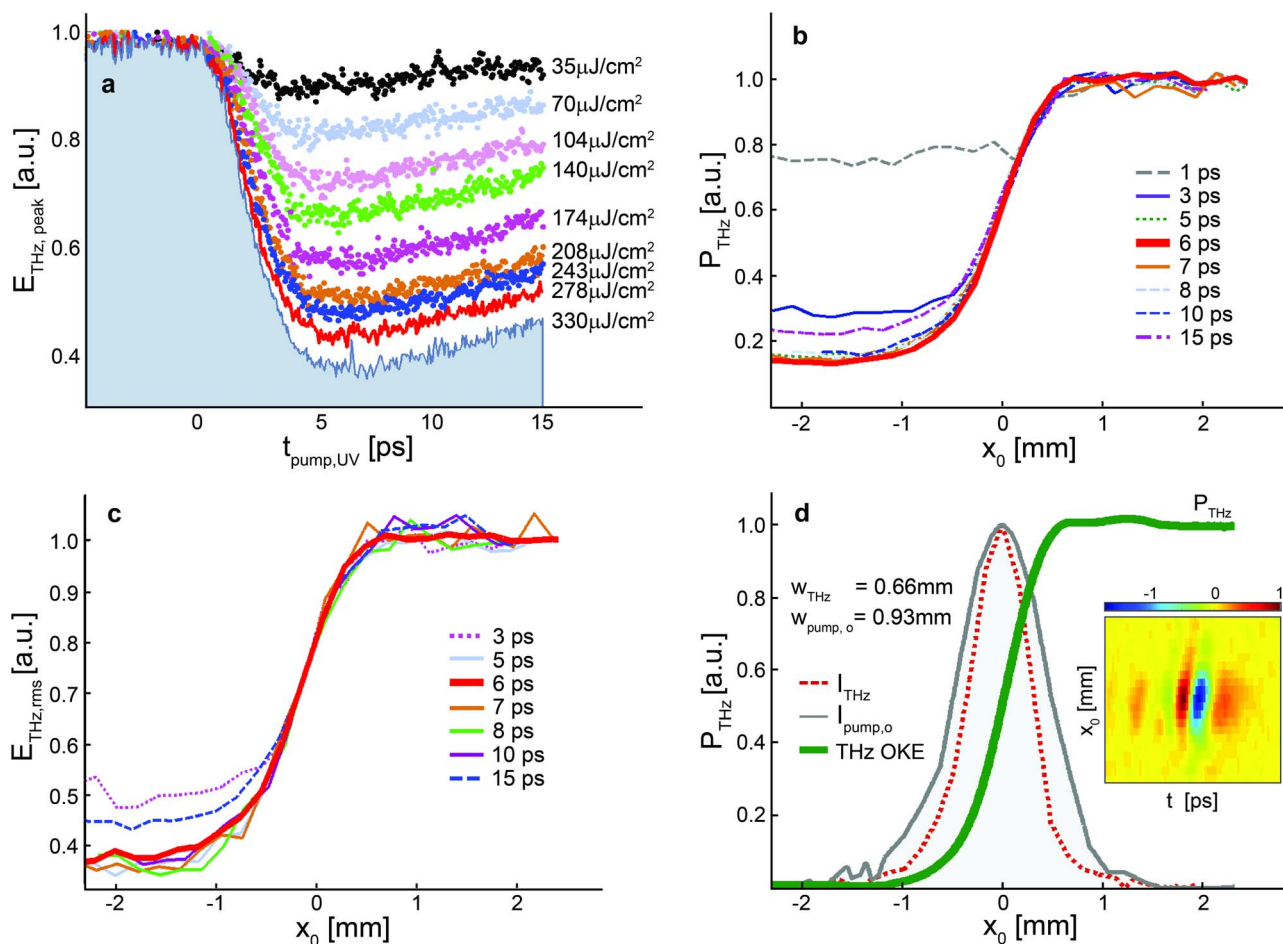 a
1.0
0.8
0.6
0.4
E_THz, peak [a.u.]
35μJ/cm²
70μJ/cm²
104μJ/cm²
140μJ/cm²
174μJ/cm²
208μJ/cm²
243μJ/cm²
278μJ/cm²
330μJ/cm²
0 5 10 15
t_pump,UV [ps]
b
1.0
0.8
0.6
0.4
0.2
P_THz [a.u.]
1 ps
3 ps
5 ps
6 ps
7 ps
8 ps
10 ps
15 ps
-2 -1 0 1 2
x_0 [mm]
c
1.0
0.9
0.8
0.7
0.6
0.5
0.4
E_THz,rms [a.u.]
3 ps
5 ps
6 ps
7 ps
8 ps
10 ps
15 ps
-2 -1 0 1 2
x_0 [mm]
d
P_THz
1.0
0.8
1.0
0.4
0.2
P_THz [a.u.]
w_THz = 0.66mm
w_pump, o = 0.93mm
I_THz
I_pump,o
THz OKE
-1 0 1
x_0 [mm]
t [ps]
-2 -1 0 1 2
x_0 [mm]